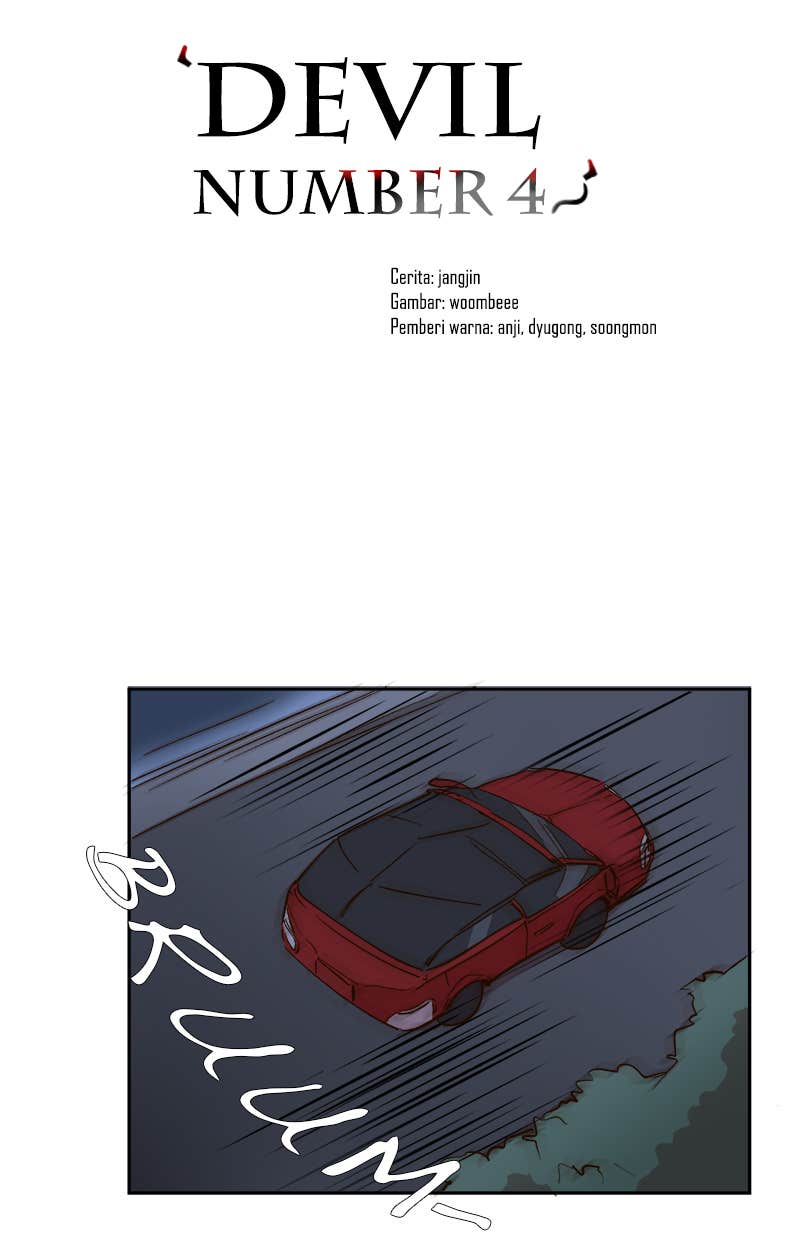 DEVIL
NUMBER 4
Cerita: jangjin
Gambar: woombeee
Pemberi warna: anji, dyugong, soongmon
BRUUM-